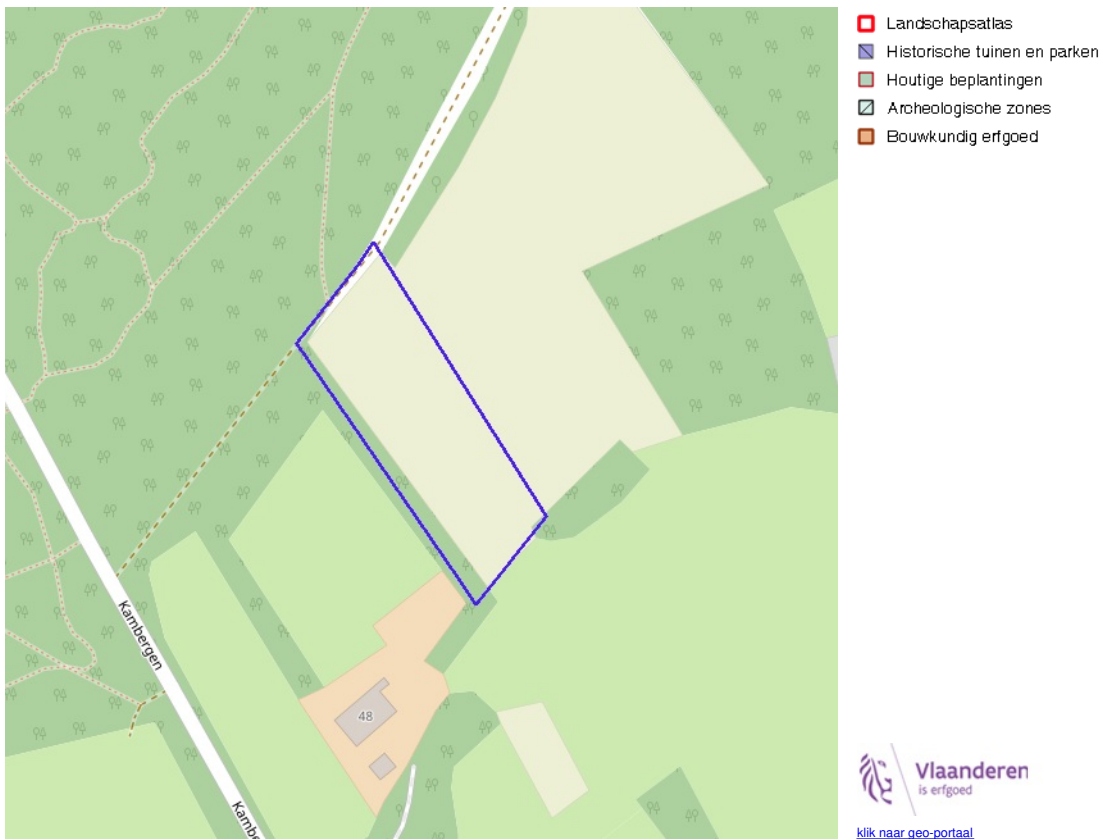 Landschapsatlas
Historische tuinen en parken
Houtige beplantingen
Archeologische zones
Bouwkundig erfgoed
Kambergen
48
Vlaanderen
is erfgoed
Kambe
klik naar geo-portaal